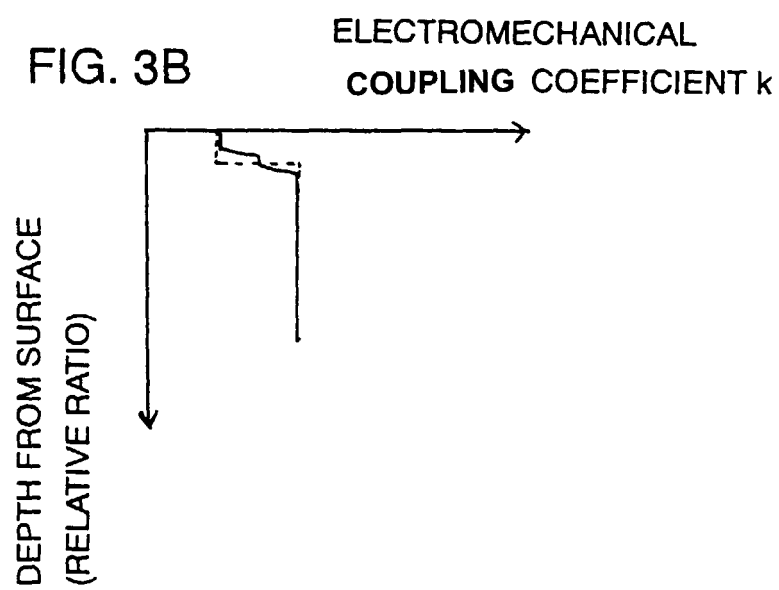 FIG. 3B
ELECTROMECHANICAL
COUPLING COEFFICIENT k
DEPTH FROM SURFACE
(RELATIVE RATIO)